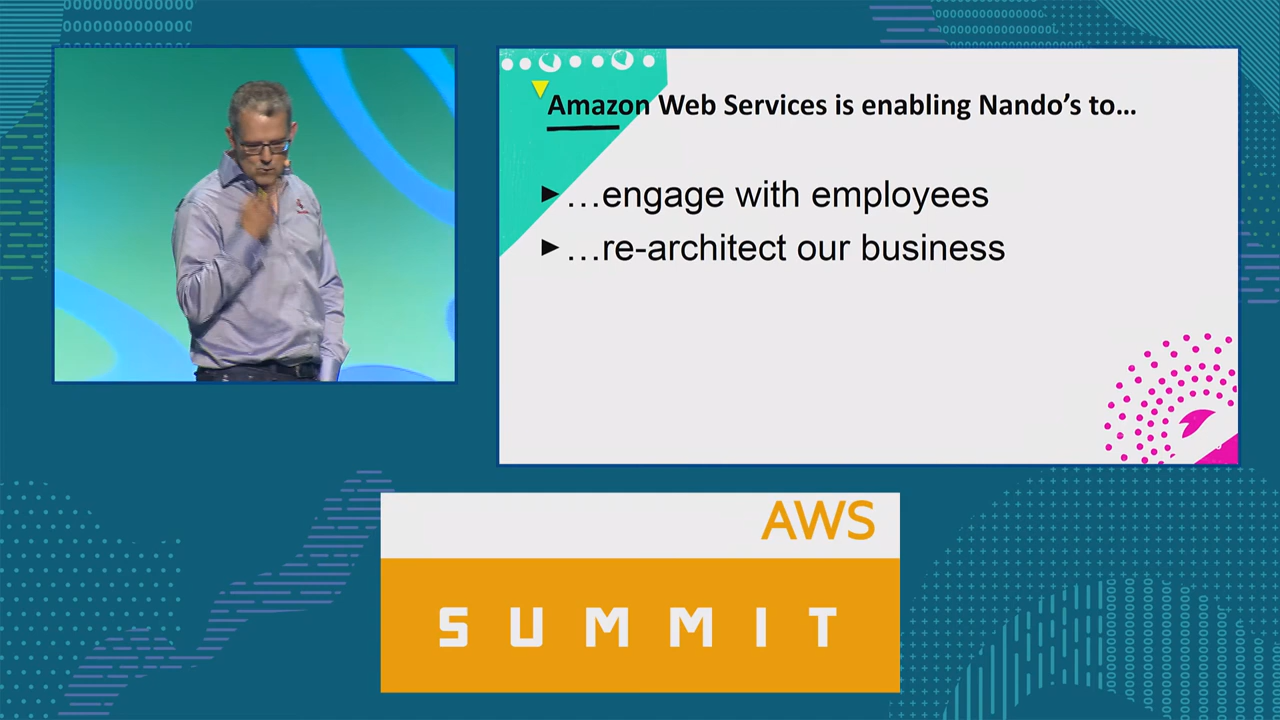 Amazon Web Services is enabling Nando's to…
…engage with employees
…re-architect our business
AWS
SUMMIT